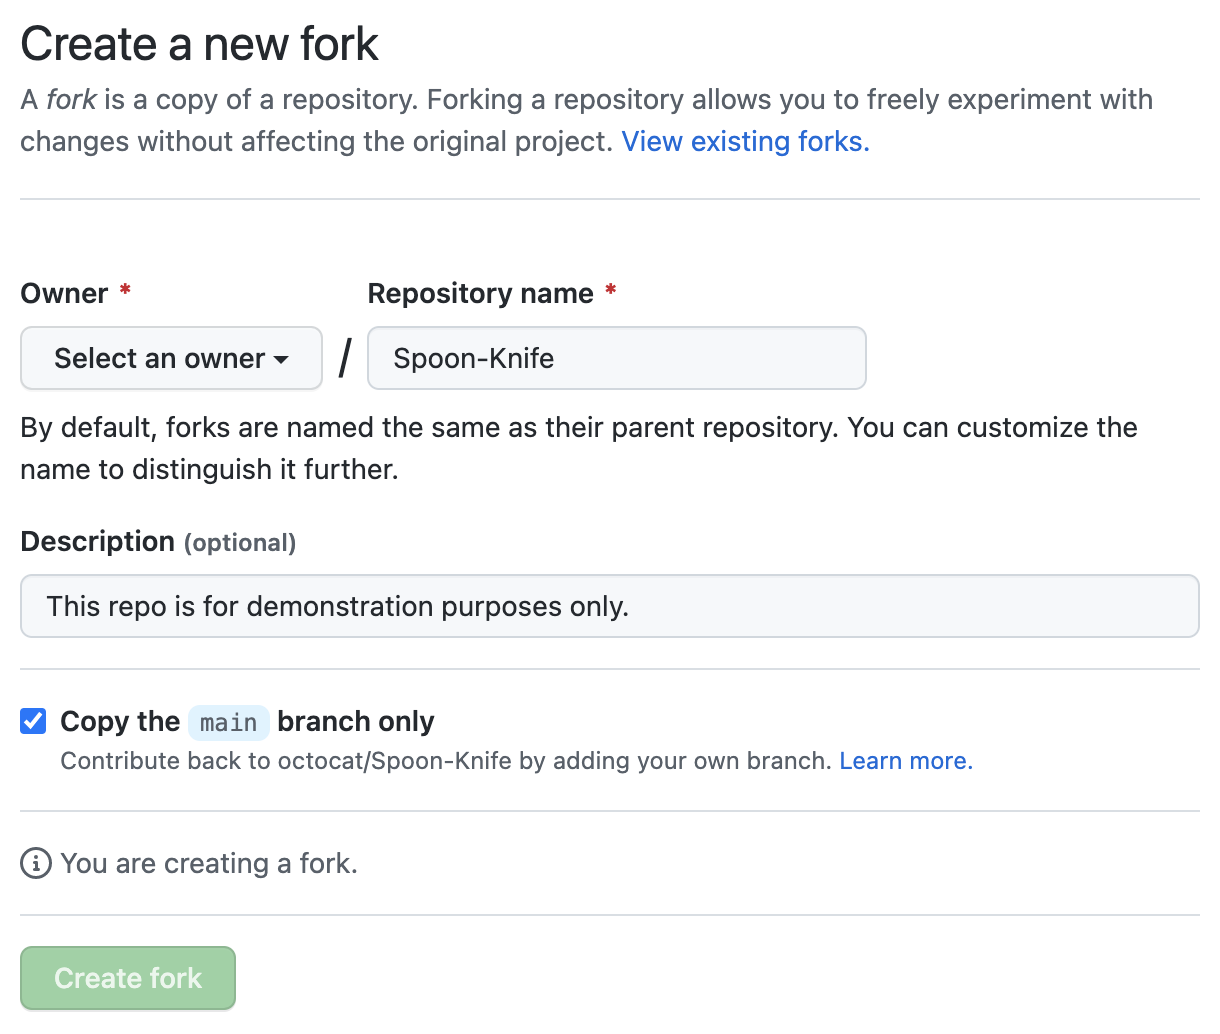 Create a new fork
A fork is a copy of a repository. Forking a repository allows you to freely experiment with
changes without affecting the original project. View existing forks.
Owner * Repository name *
Select an owner / Spoon-Knife
By default, forks are named the same as their parent repository. You can customize the
name to distinguish it further.
Description (optional)
This repo is for demonstration purposes only.
Copy the main branch only
Contribute back to octocat/Spoon-Knife by adding your own branch. Learn more.
You are creating a fork.
Create fork